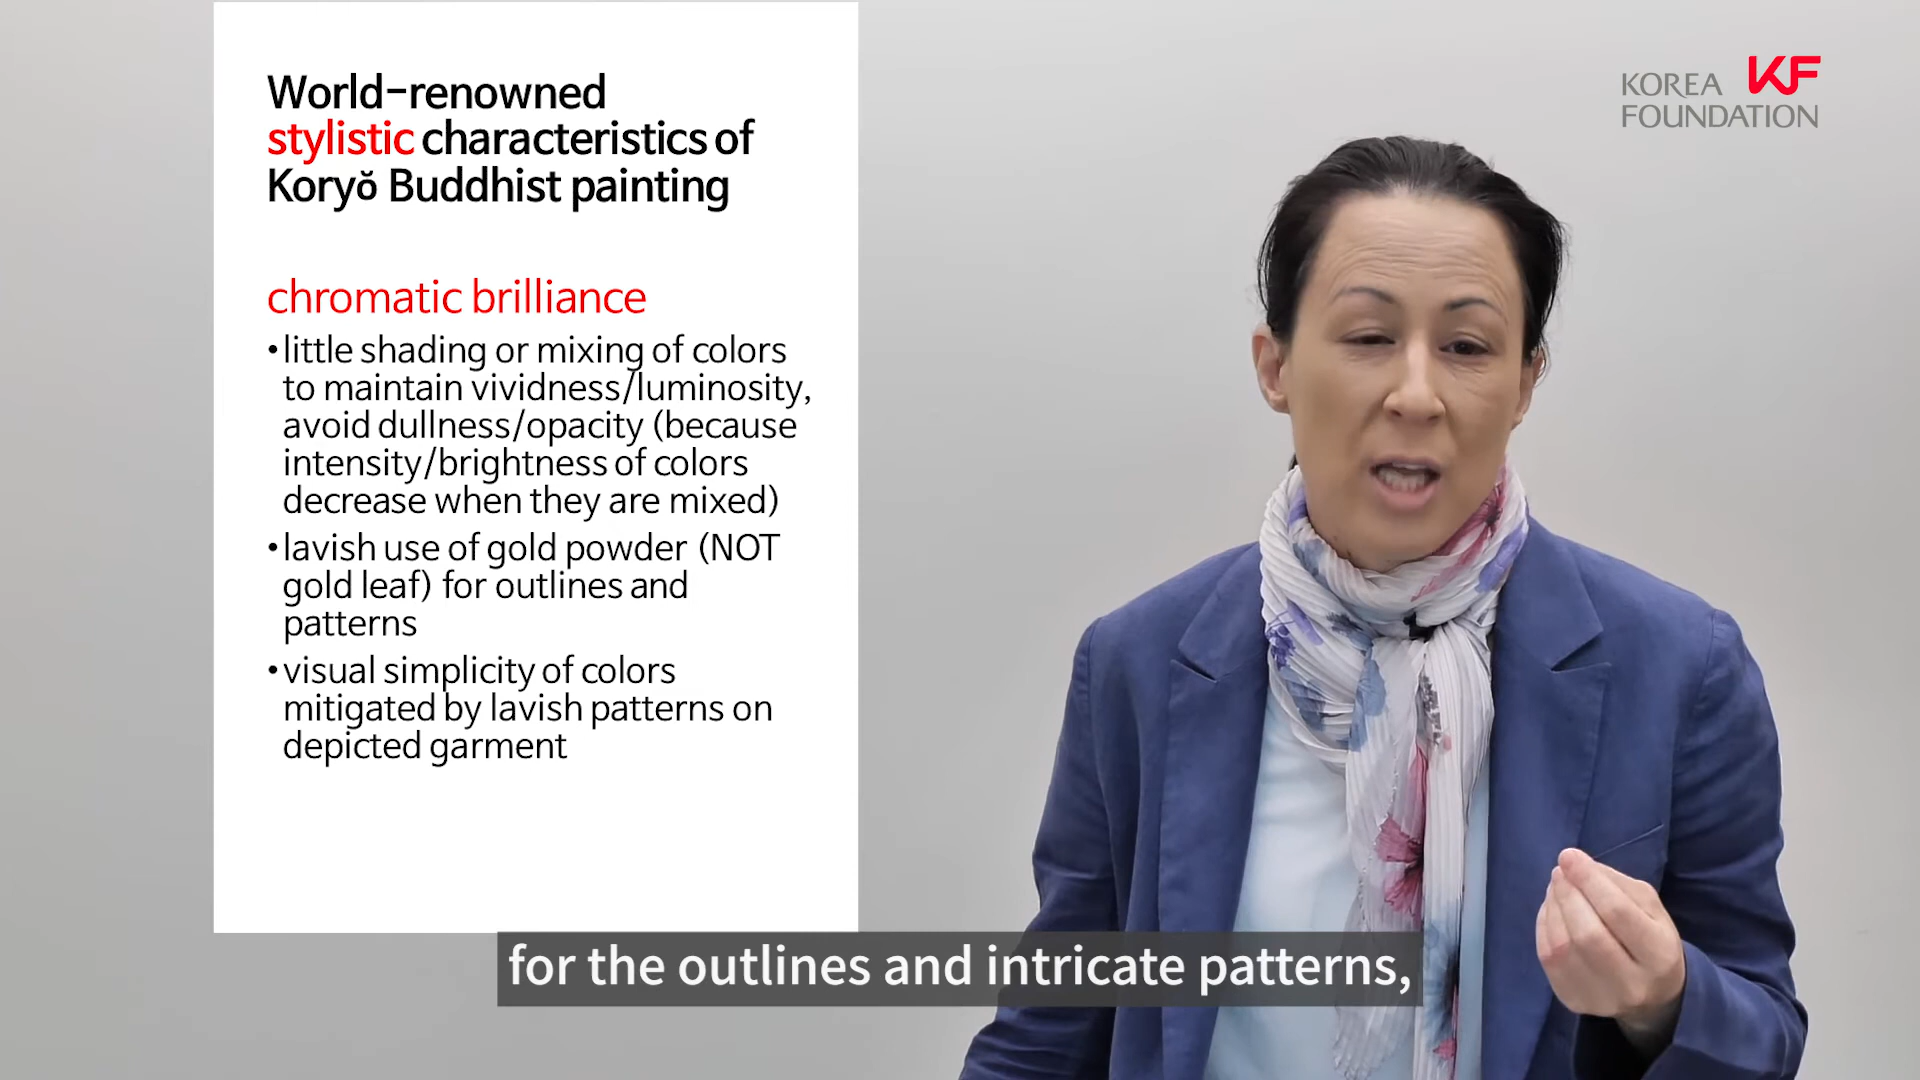 World-renowned
stylistic characteristics of
Koryŏ Buddhist painting
chromatic brilliance
•little shading or mixing of colors
to maintain vividness/luminosity,
avoid dullness/opacity (because
intensity/brightness of colors
decrease when they are mixed)
•lavish use of gold powder (NOT
gold leaf) for outlines and
patterns
•visual simplicity of colors
mitigated by lavish patterns on
depicted garment
KOREA KF
FOUNDATION
for the outlines and intricate patterns,